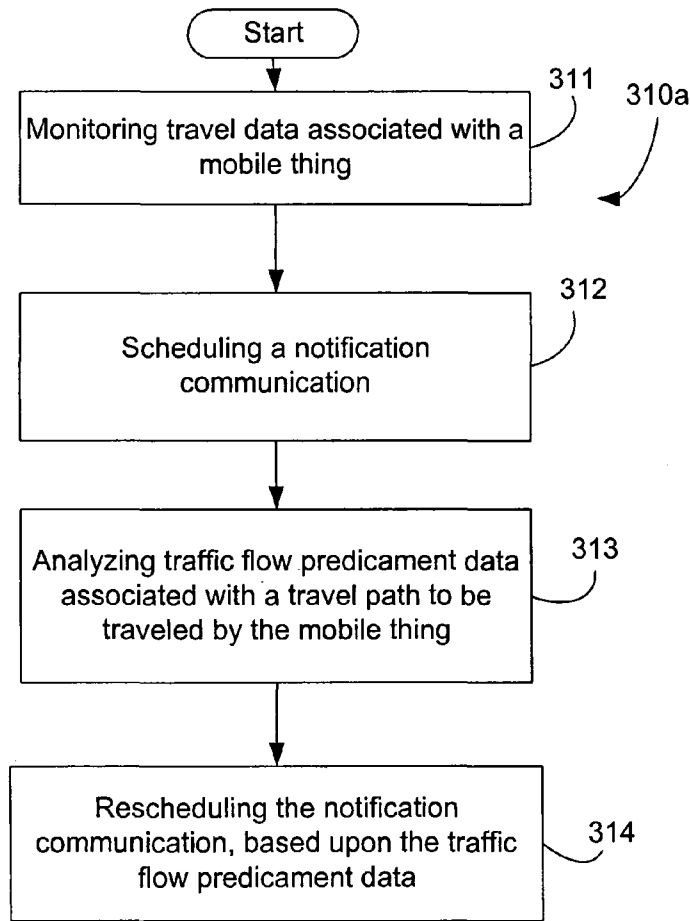 Start
311
310a
Monitoring travel data associated with a
mobile thing
312
Scheduling a notification
communication
313
Analyzing traffic flow predicament data
associated with a travel path to be
traveled by the mobile thing
Rescheduling the notification
communication, based upon the traffic
flow predicament data
314